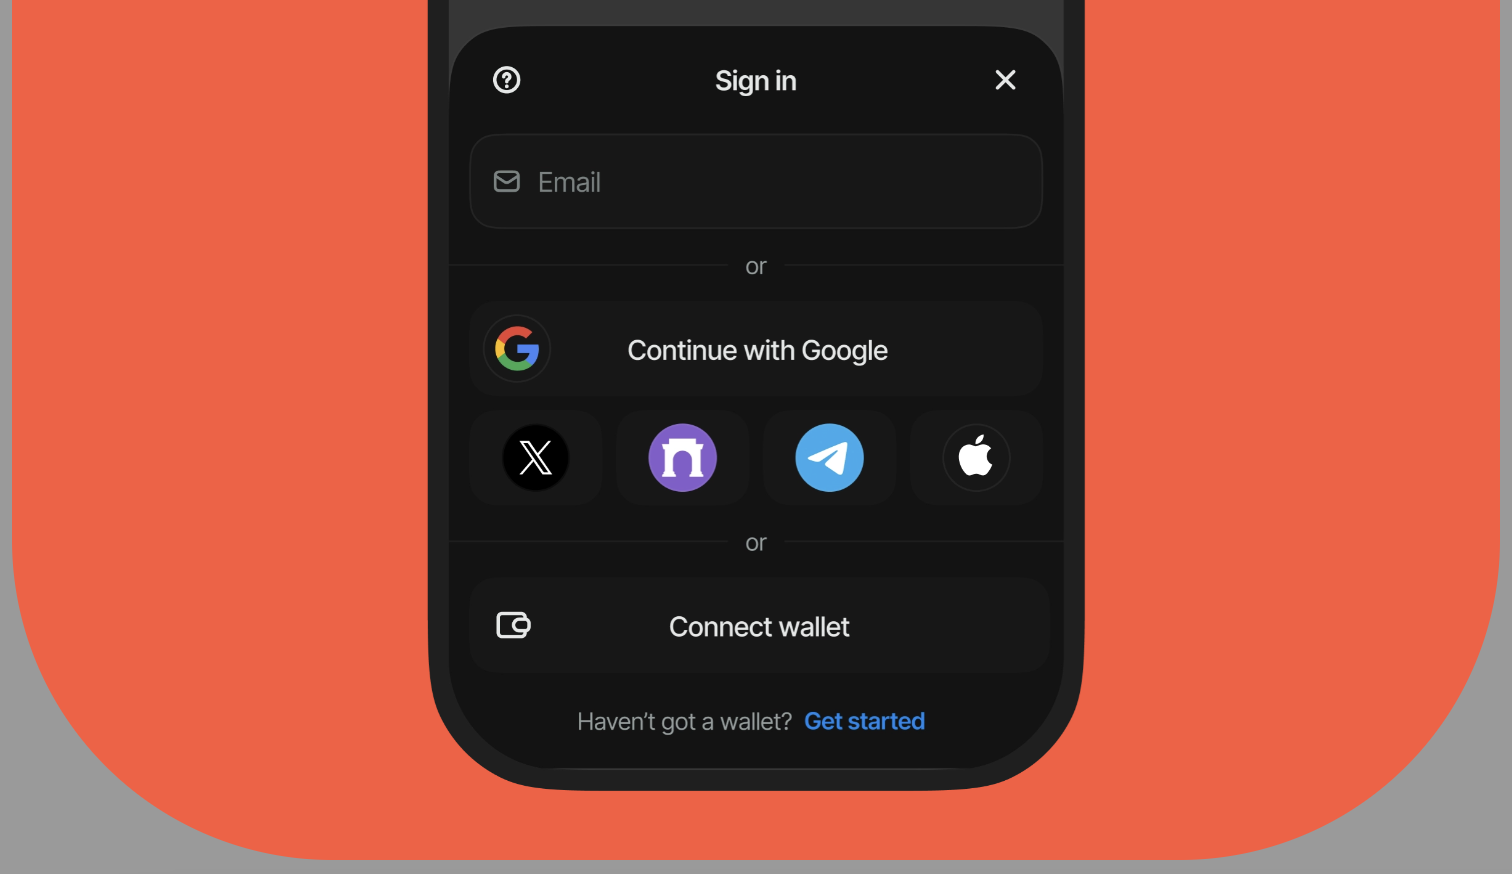 Sign in
Email
or
Continue with Google
or
Connect wallet
Haven’t got a wallet? Get started